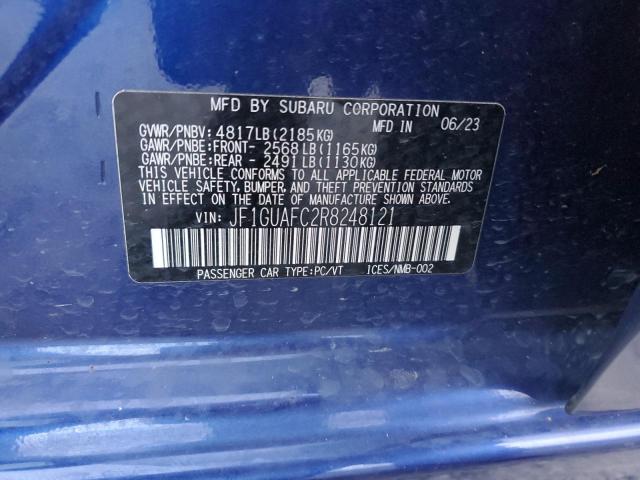 MFD BY SUBARU CORPORATION
GVWR/PNBV: 4817LB(2185KG) MFD IN 06/23
GAWR/PNBE:FRONT- 2568LB(1165KG)
GAWR/PNBE:REAR - 2491LB(1130KG)
THIS VEHICLE CONFORMS TO ALL APPLICABLE FEDERAL MOTOR
VEHICLE SAFETY, BUMPER, AND THEFT PREVENTION STANDARDS
IN EFFECT ON THE DATE OF MANUFACTURE SHOWN ABOVE.
VIN: JF1GUAFC2R8248121
PASSENGER CAR TYPE:PC/VT ICES/NMB-002